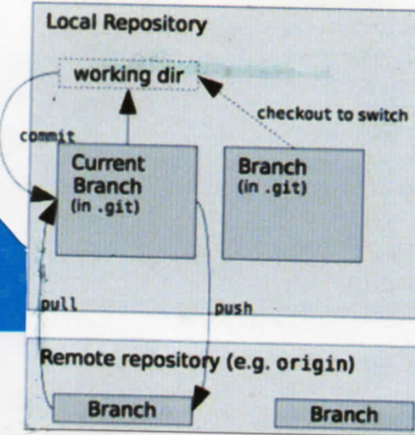 Local Repository
working dir
checkout to switch
commit
Current
Branch
(in .git)
Branch
(in .git)
pull
push
Remote repository (e.g. origin)
Branch
Branch